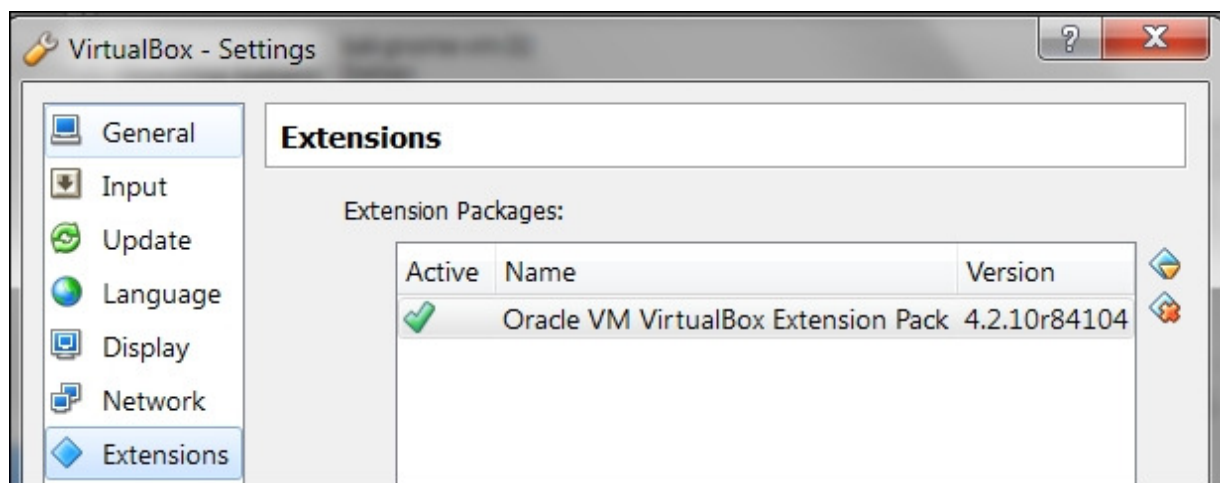 VirtualBox - Settings
General
Input
Update
Language
Display
Network
Extensions
Extensions
Extension Packages:
Active Name Version
Oracle VM VirtualBox Extension Pack 4.2.10r84104